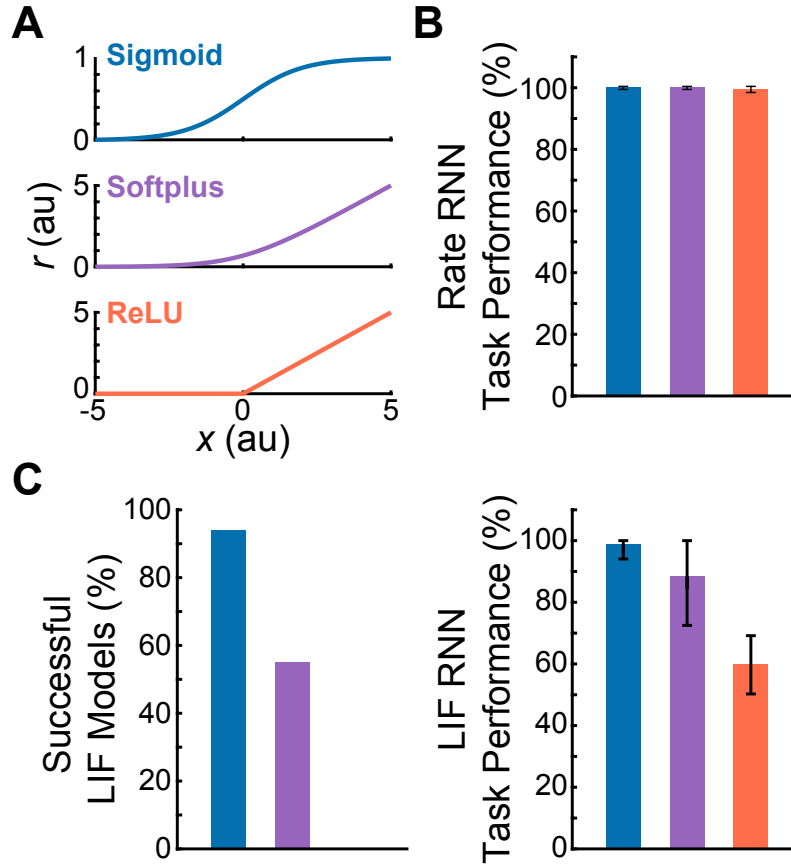 A
Sigmoid
1
0
Softplus
5
0
ReLU
5
0
-5
0
5
r (au)
x (au)
B
100
80
60
40
20
0
Rate RNN
Task Performance (%)
C
100
80
60
40
20
0
Successful
LIF Models (%)
100
80
60
40
20
0
LIF RNN
Task Performance (%)